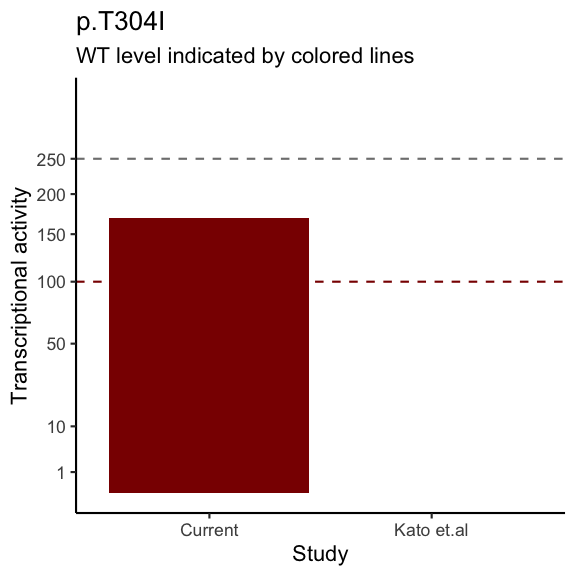 p.T304I
WT level indicated by colored lines
Transcriptional activity
250
200
150
100
50
10
1
Current
Kato et.al
Study